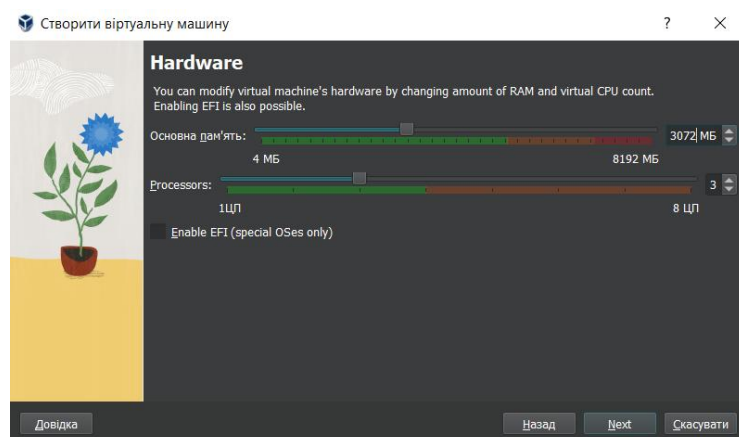 Створити віртуальну машину
Hardware
You can modify virtual machine's hardware by changing amount of RAM and virtual CPU count.
Enabling EFI is also possible.
Основна пам'ять: 3072 МБ
4 МБ 8192 МБ
Processors: 3
1ЦП 8 ЦП
Enable EFI (special OSes only)
Довідка Назад Next Скасувати